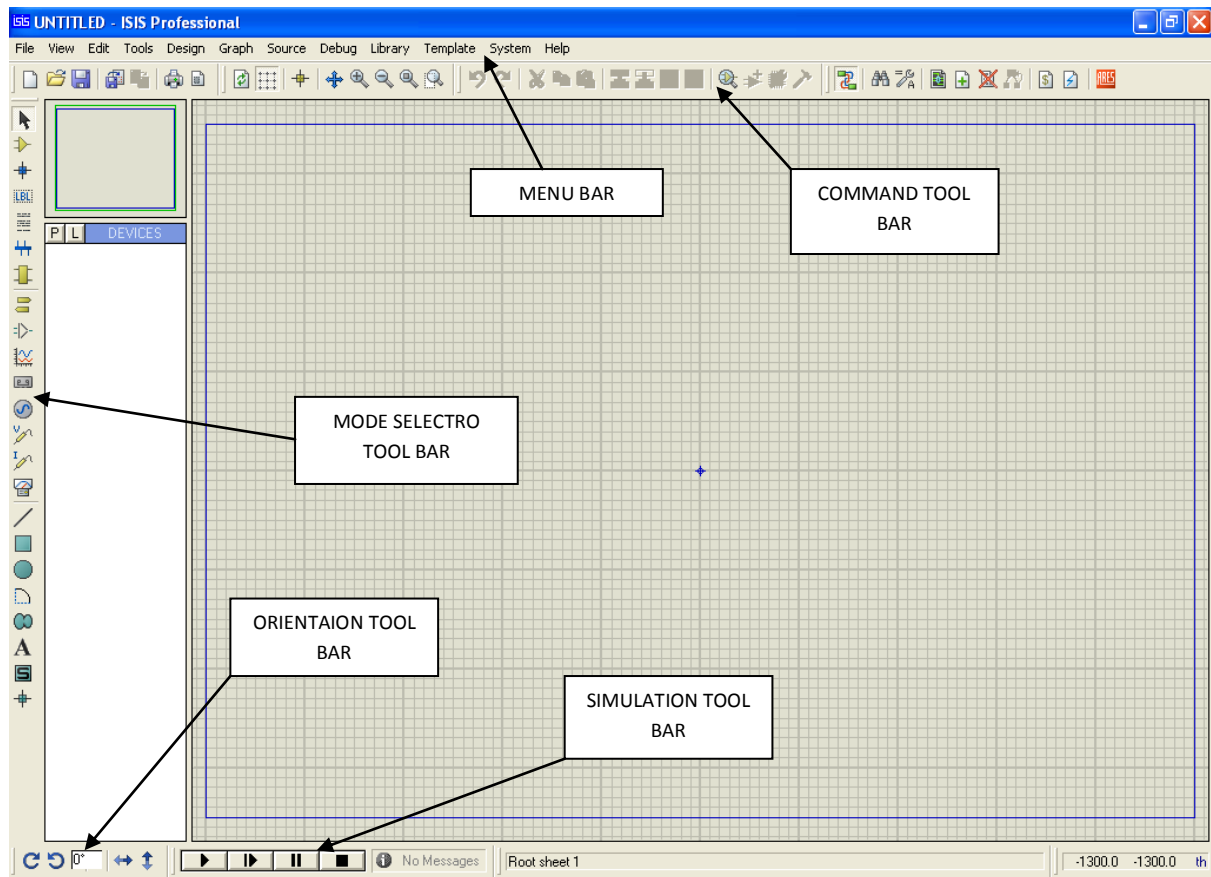 isis UNTITLED - ISIS Professional
File View Edit Tools Design Graph Source Debug Library Template System Help
ARES
LBL
MENU BAR
COMMAND TOOL
BAR
P L DEVICES
MODE SELECTRO
TOOL BAR
V
I
A
S
ORIENTAION TOOL
BAR
SIMULATION TOOL
BAR
0° No Messages Root sheet 1 -1300.0 -1300.0 th